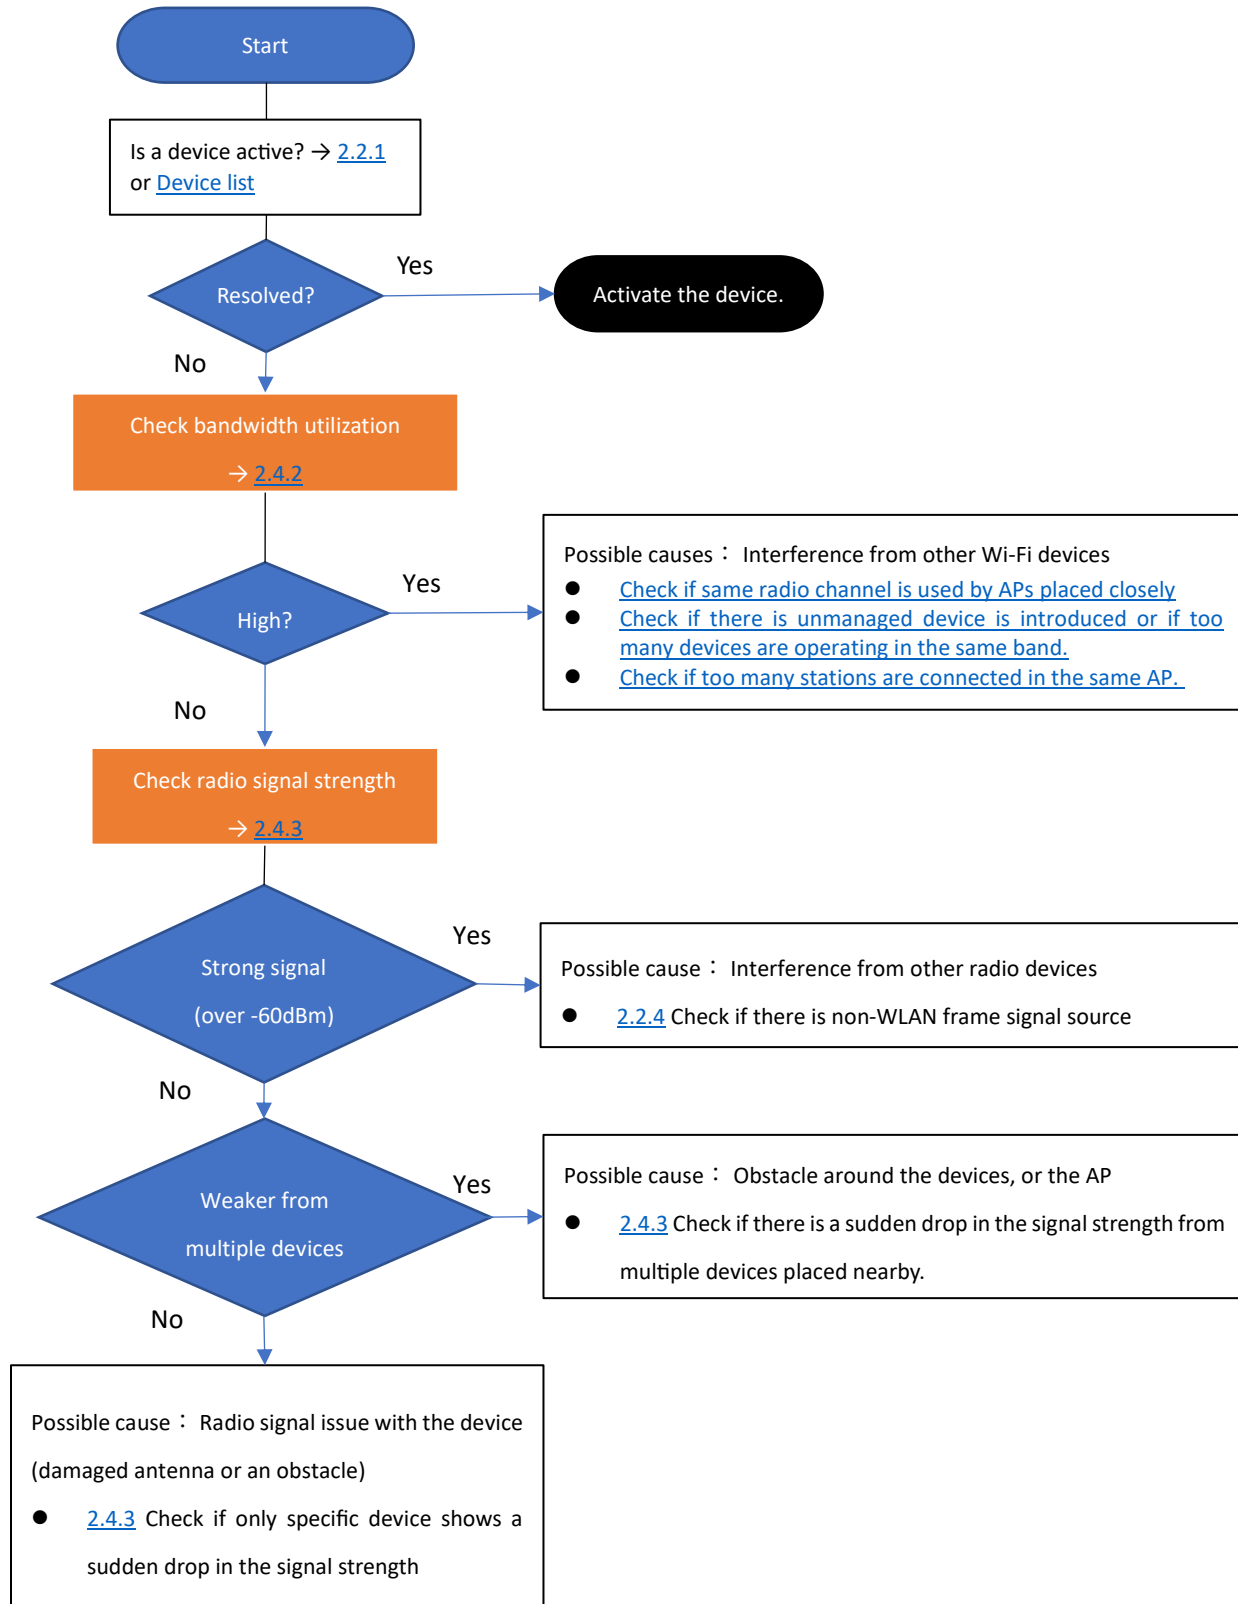 Start
Is a device active? → 2.2.1
or Device list
Resolved?
Yes
Activate the device.
No
Check bandwidth utilization
→ 2.4.2
High?
Yes
Possible causes： Interference from other Wi-Fi devices
● Check if same radio channel is used by APs placed closely
● Check if there is unmanaged device is introduced or if too
many devices are operating in the same band.
● Check if too many stations are connected in the same AP.
No
Check radio signal strength
→ 2.4.3
Strong signal
(over -60dBm)
Yes
Possible cause： Interference from other radio devices
● 2.2.4 Check if there is non-WLAN frame signal source
No
Weaker from
multiple devices
Yes
Possible cause： Obstacle around the devices, or the AP
● 2.4.3 Check if there is a sudden drop in the signal strength from
multiple devices placed nearby.
No
Possible cause： Radio signal issue with the device
(damaged antenna or an obstacle)
● 2.4.3 Check if only specific device shows a
sudden drop in the signal strength